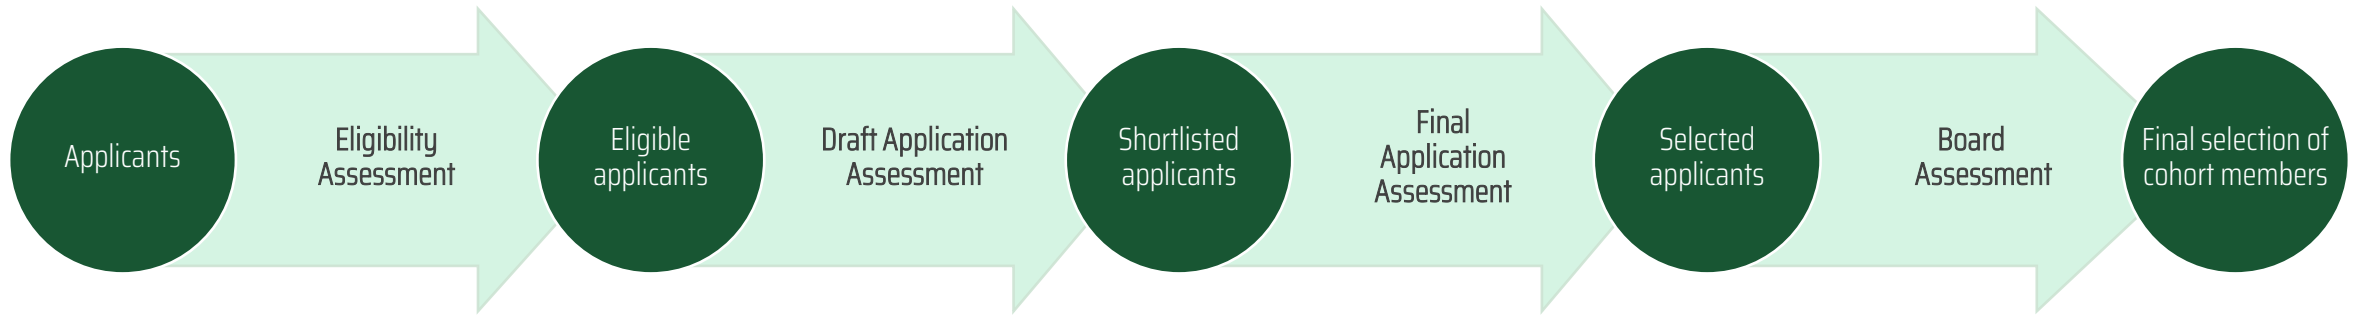 Applicants
Eligibility
Assessment
Eligible
applicants
Draft Application
Assessment
Shortlisted
applicants
Final
Application
Assessment
Selected
applicants
Board
Assessment
Final selection of
cohort members